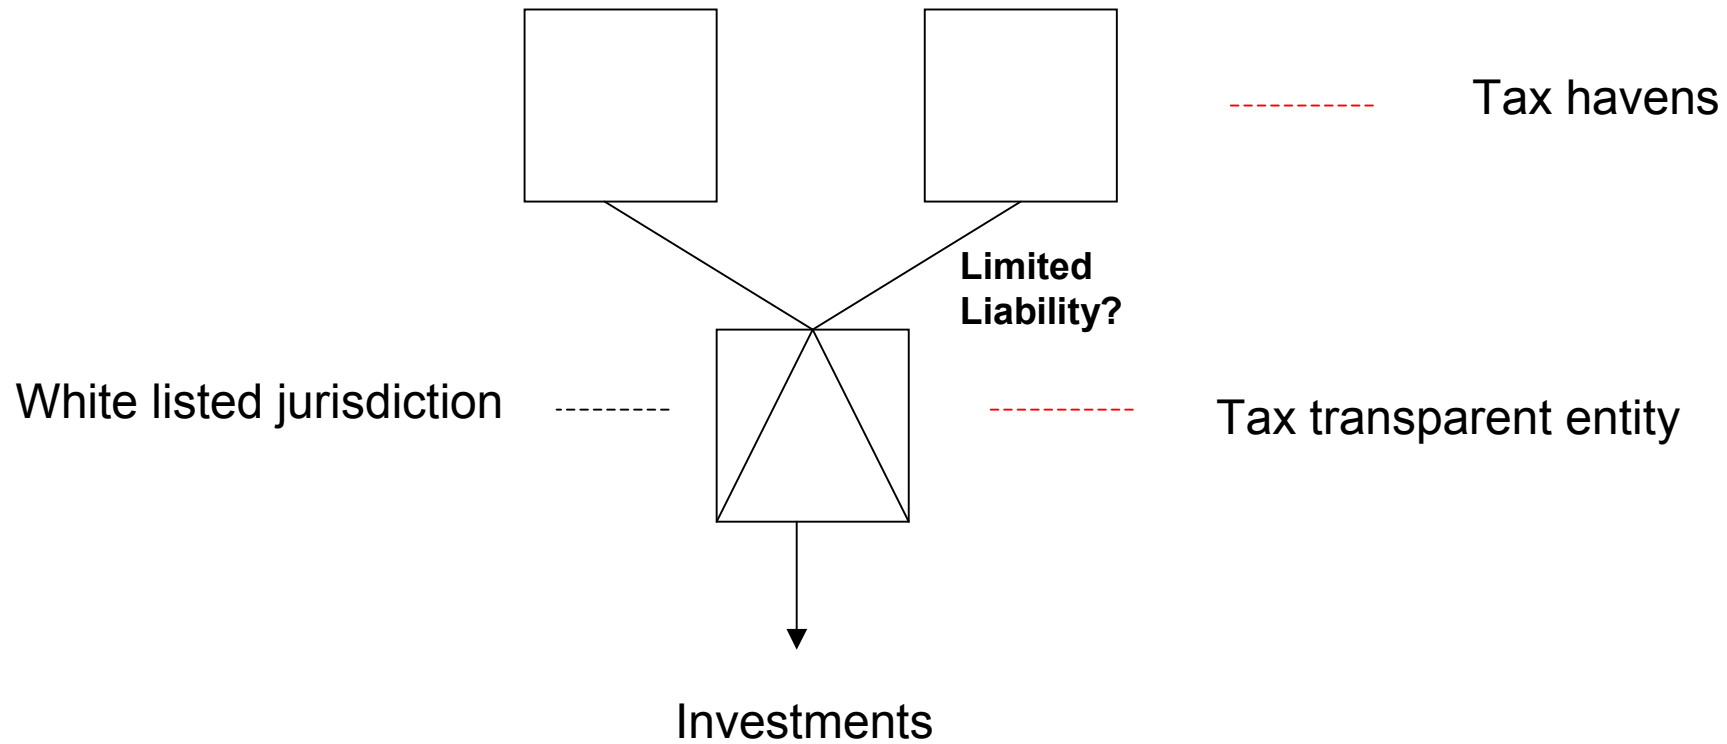 Tax havens
Limited
Liability?
White listed jurisdiction
Tax transparent entity
Investments